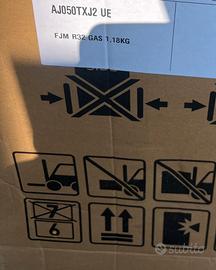 AJ050TXJ2 UE
FJM R32 GAS 1,18KG
7
6
subito